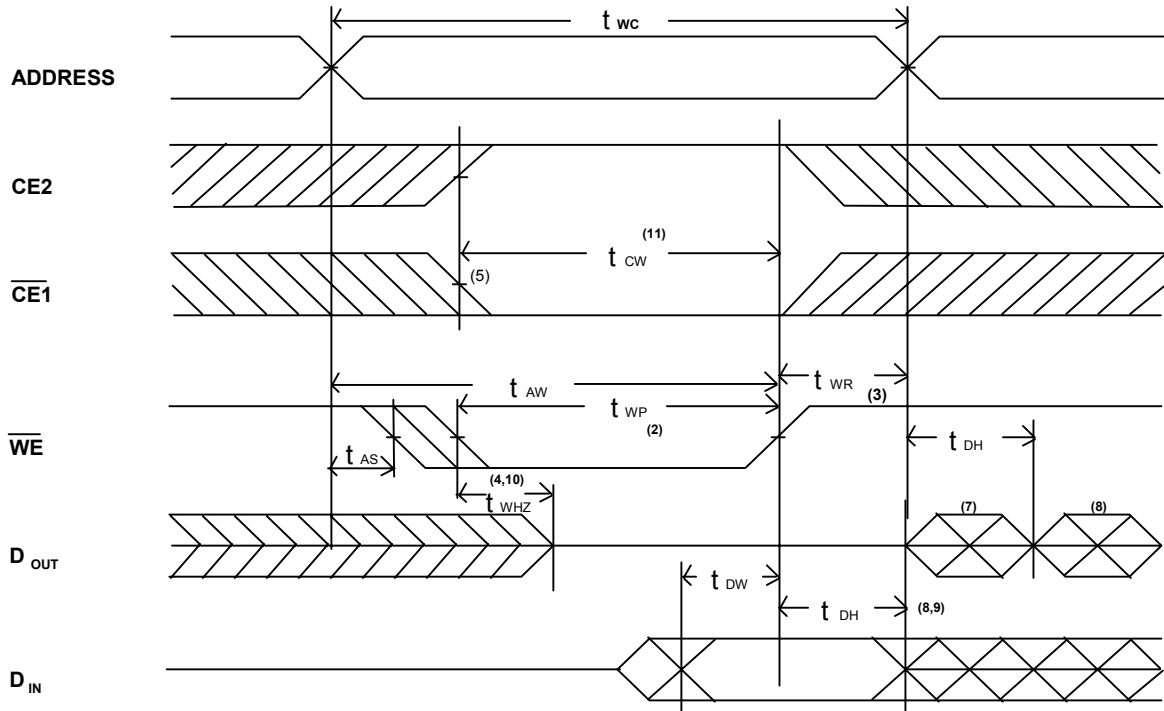 t WC
ADDRESS
CE2
(11)
t CW
(5)
CE1
t AW
t WR
(3)
t WP
(2)
WE
t AS
t DH
(4,10)
t WHZ
(7)
(8)
D OUT
t DW
t DH
(8,9)
D IN